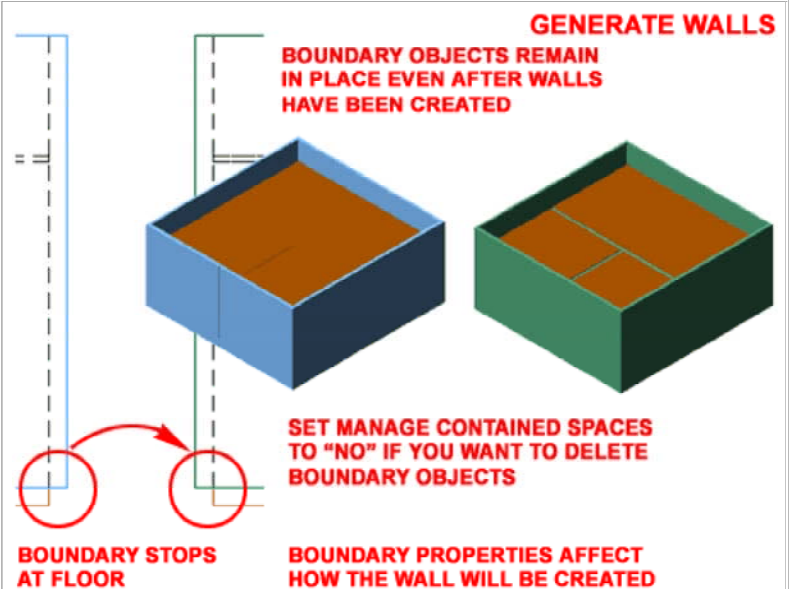 GENERATE WALLS
BOUNDARY OBJECTS REMAIN
IN PLACE EVEN AFTER WALLS
HAVE BEEN CREATED
SET MANAGE CONTAINED SPACES
TO “NO” IF YOU WANT TO DELETE
BOUNDARY OBJECTS
BOUNDARY STOPS
AT FLOOR
BOUNDARY PROPERTIES AFFECT
HOW THE WALL WILL BE CREATED